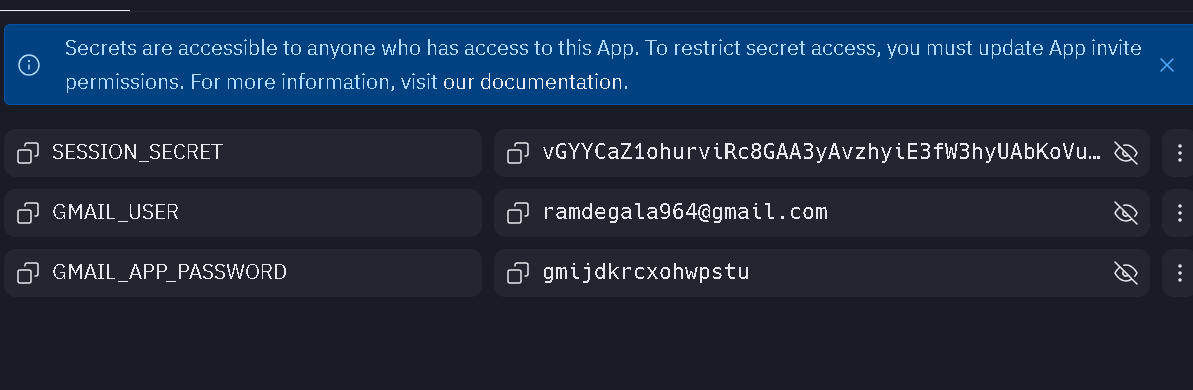 Secrets are accessible to anyone who has access to this App. To restrict secret access, you must update App invite
permissions. For more information, visit our documentation.
SESSION_SECRET vGYYCaZ1ohurviRc8GAA3yAvzhyiE3fW3hyUAbKoVu…
GMAIL_USER ramdegala964@gmail.com
GMAIL_APP_PASSWORD gmijdkrcxohwpstu